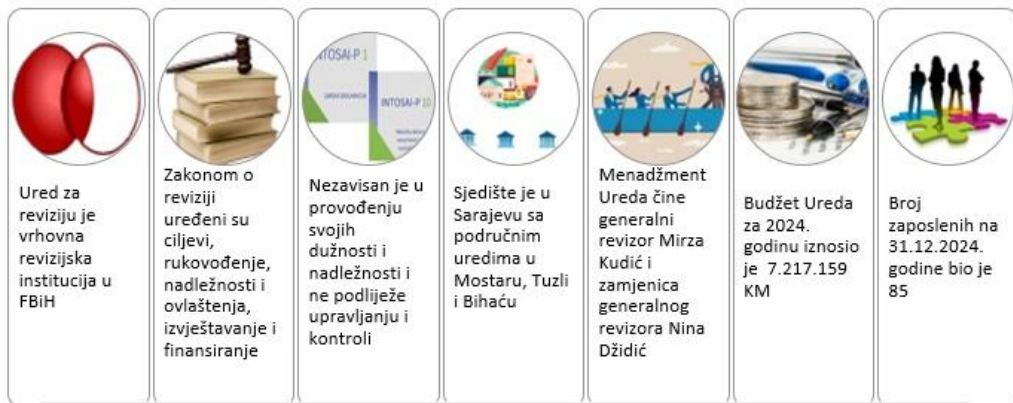 Ured za
reviziju je
vrhovna
revizijska
institucija u
FBiH
Zakonom o
reviziji
uređeni su
ciljevi,
rukovođenje,
nadležnosti i
ovlaštenja,
izvještavanje i
finansiranje
INTOSAI-P 1
INTOSAI-P 10
Nezavisan je u
provođenju
svojih
dužnosti i
nadležnosti i
ne podliježe
upravljanju i
kontroli
Sjedište je u
Sarajevu sa
područnim
uredima u
Mostaru, Tuzli
i Bihaću
Menadžment
Ureda čine
generalni
revizor Mirza
Kudić i
zamjenica
generalnog
revizora Nina
Džidić
Budžet Ureda
za 2024.
godinu iznosio
je 7.217.159
KM
Broj
zaposlenih na
31.12.2024.
godine bio je
85